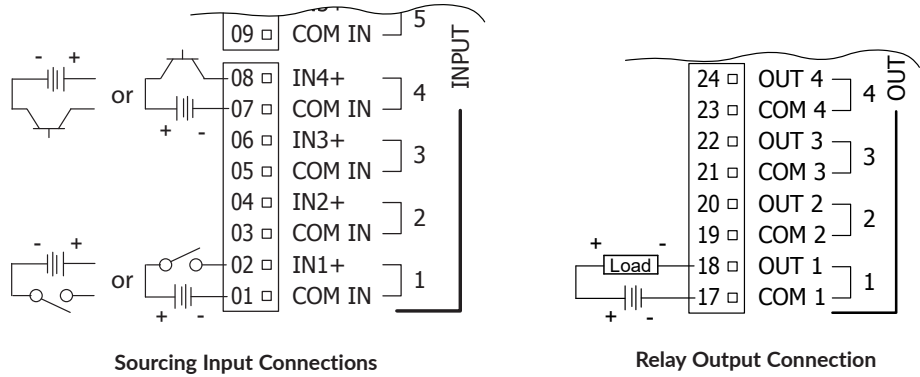 5
09 COM IN
INPUT
- +
or
08 IN4+
4
07 COM IN
+ -
06 IN3+
3
05 COM IN
04 IN2+
2
03 COM IN
- +
or
02 IN1+
1
01 COM IN
+ -
Sourcing Input Connections
OUT
24 OUT 4
4
23 COM 4
22 OUT 3
3
21 COM 3
20 OUT 2
2
19 COM 2
+ -
Load
18 OUT 1
1
17 COM 1
+ -
Relay Output Connection